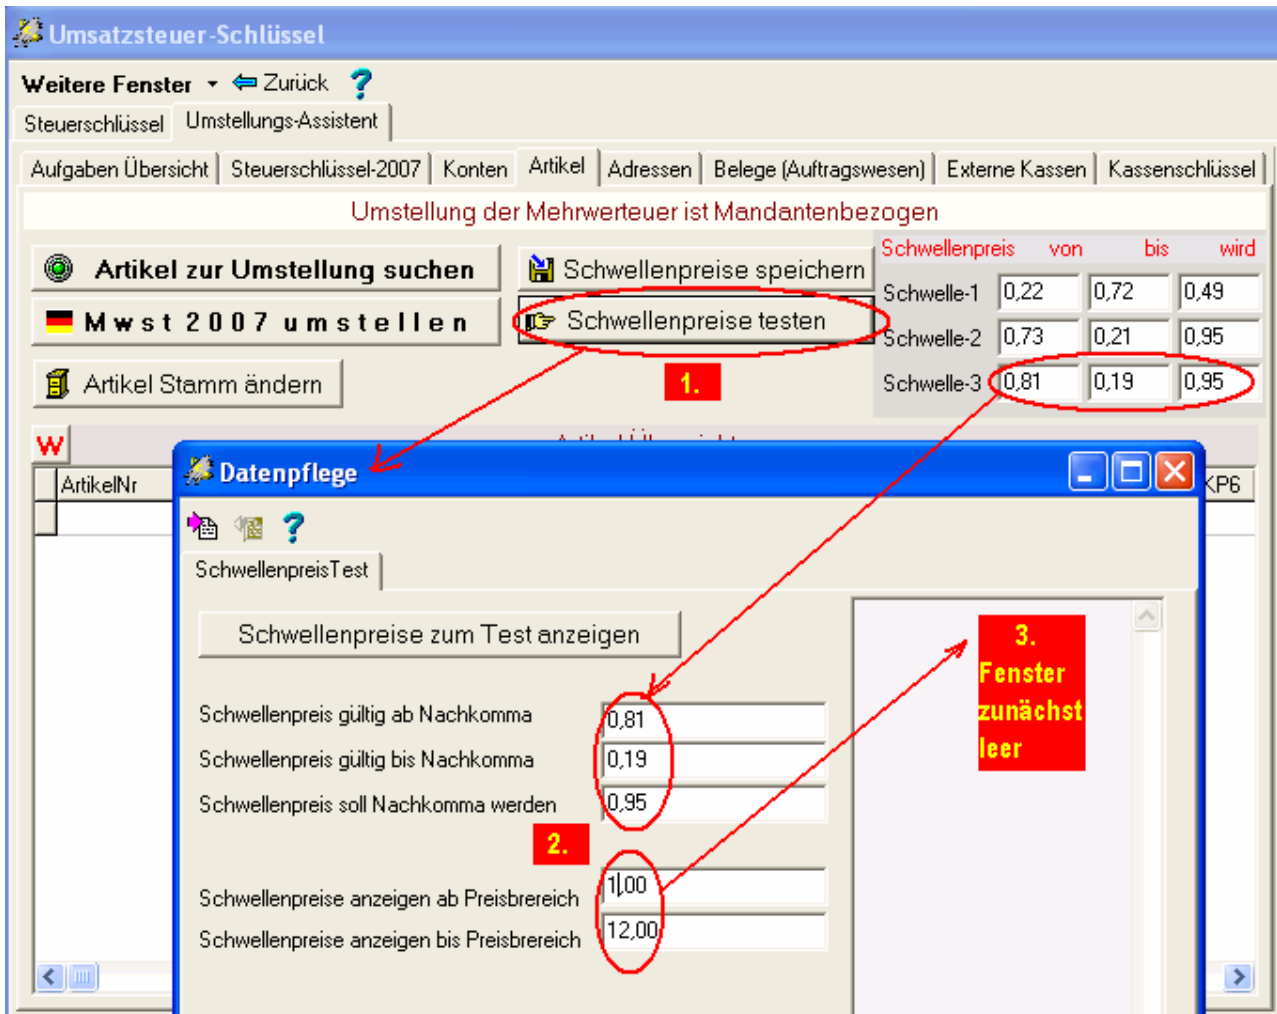 Umsatzsteuer-Schlüssel
Weitere Fenster Zurück ?
Steuerschlüssel Umstellungs-Assistent
Aufgaben Übersicht Steuerschlüssel-2007 Konten Artikel Adressen Belege (Auftragswesen) Externe Kassen Kassenschlüssel
Umstellung der Mehrwerteuer ist Mandantenbezogen
Artikel zur Umstellung suchen Schwellenpreise speichern
Mwst 2007 umstellen Schwellenpreise testen
Artikel Stamm ändern
Schwellenpreis von bis wird
Schwelle-1 0,22 0,72 0,49
Schwelle-2 0,73 0,21 0,95
Schwelle-3 0,81 0,19 0,95
1.
W
ArtikelNr KP6
Datenpflege
?
SchwellenpreisTest
Schwellenpreise zum Test anzeigen
Schwellenpreis gültig ab Nachkomma 0,81
Schwellenpreis gültig bis Nachkomma 0,19
Schwellenpreis soll Nachkomma werden 0,95
2.
Schwellenpreise anzeigen ab Preisbrereich 1,00
Schwellenpreise anzeigen bis Preisbrereich 12,00
3.
Fenster
zunächst
leer